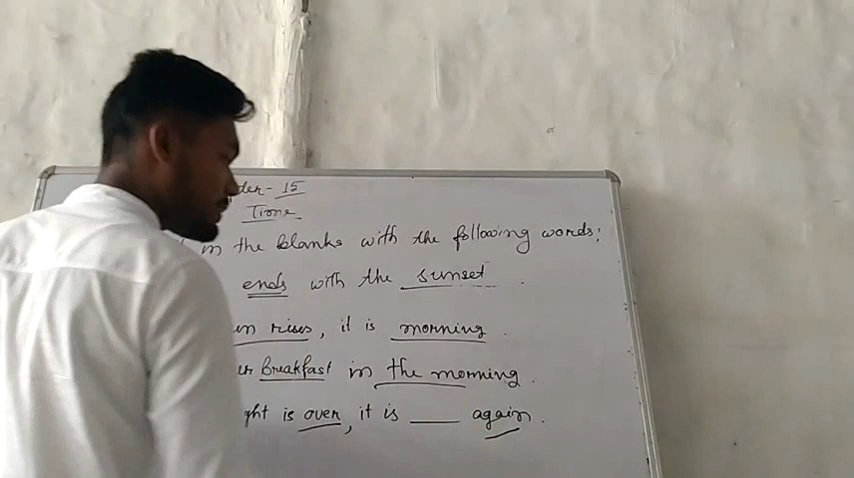 - 15
Time
in the blanks with the following words:
ends with the sunset .
rises, it is morning .
Breakfast in the morning .
is over, it is ____ again .